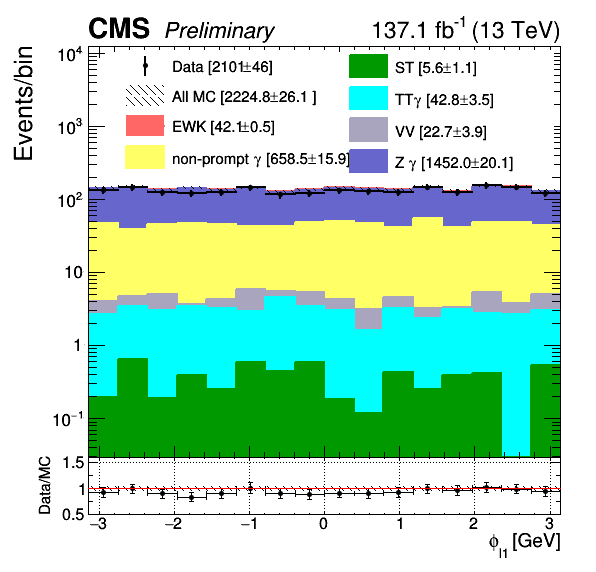 CMS Preliminary 137.1 fb⁻¹ (13 TeV)
Events/bin
10⁴
10³
10²
10
1
10⁻¹
Data [2101±46]
All MC [2224.8±26.1 ]
EWK [42.1±0.5]
non-prompt γ [658.5±15.9]
ST [5.6±1.1]
TTγ [42.8±3.5]
VV [22.7±3.9]
Z γ [1452.0±20.1]
Data/MC
1.5
1
0.5
−3 −2 −1 0 1 2 3
ϕ_l1 [GeV]